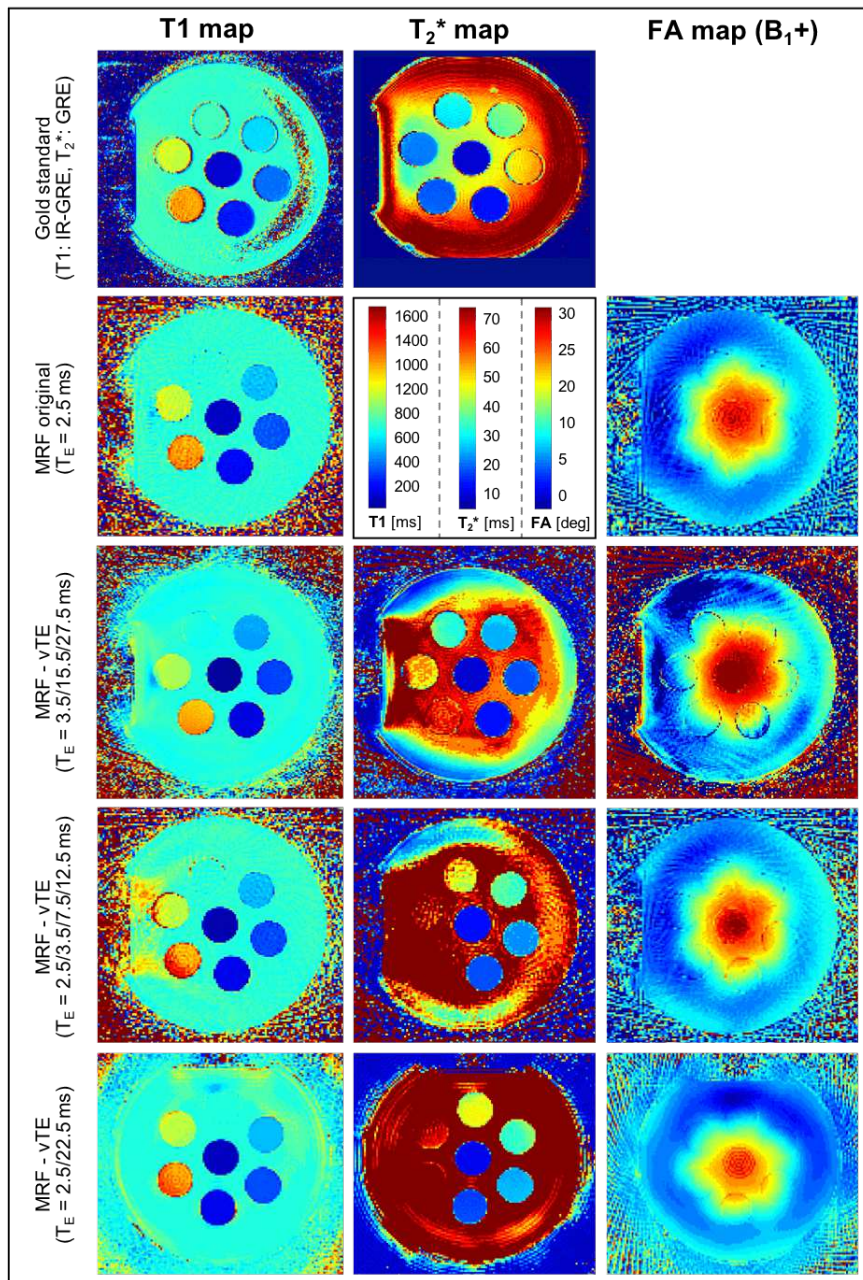 T1 map
T2* map
FA map (B1+)
Gold standard
(T1: IR-GRE, T2*: GRE)
MRF original
(TE = 2.5 ms)
1600
1400
1200
1000
800
600
400
200
T1 [ms]
70
60
50
40
30
20
10
T2* [ms]
30
25
20
15
10
5
0
FA [deg]
MRF - vTE
(TE = 3.5/15.5/27.5 ms)
MRF - vTE
(TE = 2.5/3.5/7.5/12.5 ms)
MRF - vTE
(TE = 2.5/22.5 ms)